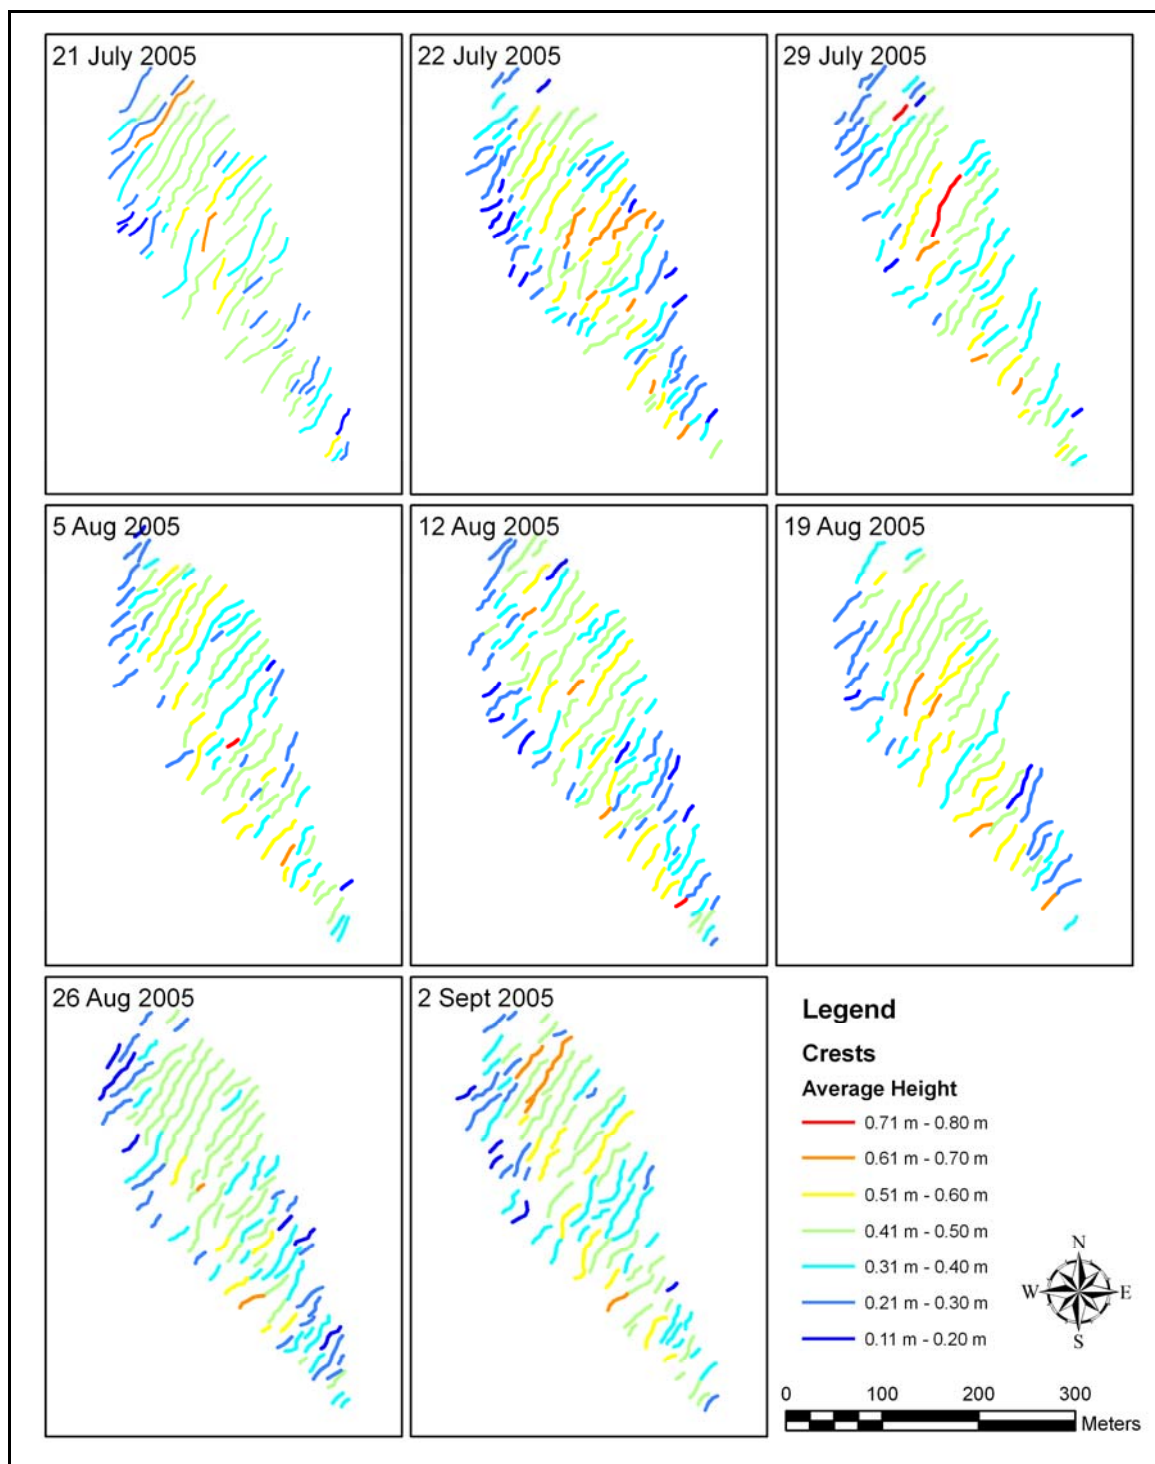 21 July 2005
22 July 2005
29 July 2005
5 Aug 2005
12 Aug 2005
19 Aug 2005
26 Aug 2005
2 Sept 2005
Legend
Crests
Average Height
0.71 m - 0.80 m
0.61 m - 0.70 m
0.51 m - 0.60 m
0.41 m - 0.50 m
0.31 m - 0.40 m
0.21 m - 0.30 m
0.11 m - 0.20 m
N
W E
S
0 100 200 300
Meters